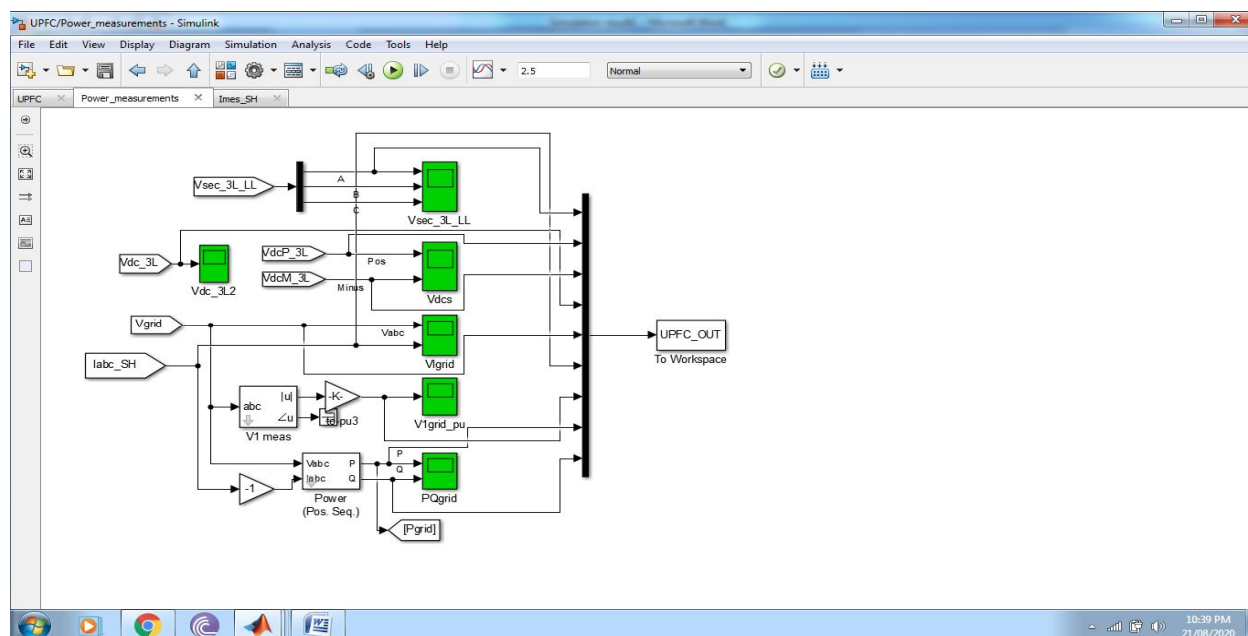 UPFC/Power_measurements - Simulink
File Edit View Display Diagram Simulation Analysis Code Tools Help
2.5 Normal
UPFC Power_measurements Imes_SH
Vsec_3L_LL
A
B
C
Vsec_3L_LL
Vdc_3L
Vdc_3L2
VdcP_3L
Pos
VdcM_3L
Minus
Vdcs
Vgrid
Vabc
VIgrid
Iabc_SH
UPFC_OUT
To Workspace
abc |u|
∠u
V1 meas
-K-
to pu3
V1grid_pu
-1
Vabc P
Iabc Q
Power
(Pos. Seq.)
P
Q
PQgrid
[Pgrid]
10:39 PM
21/08/2020